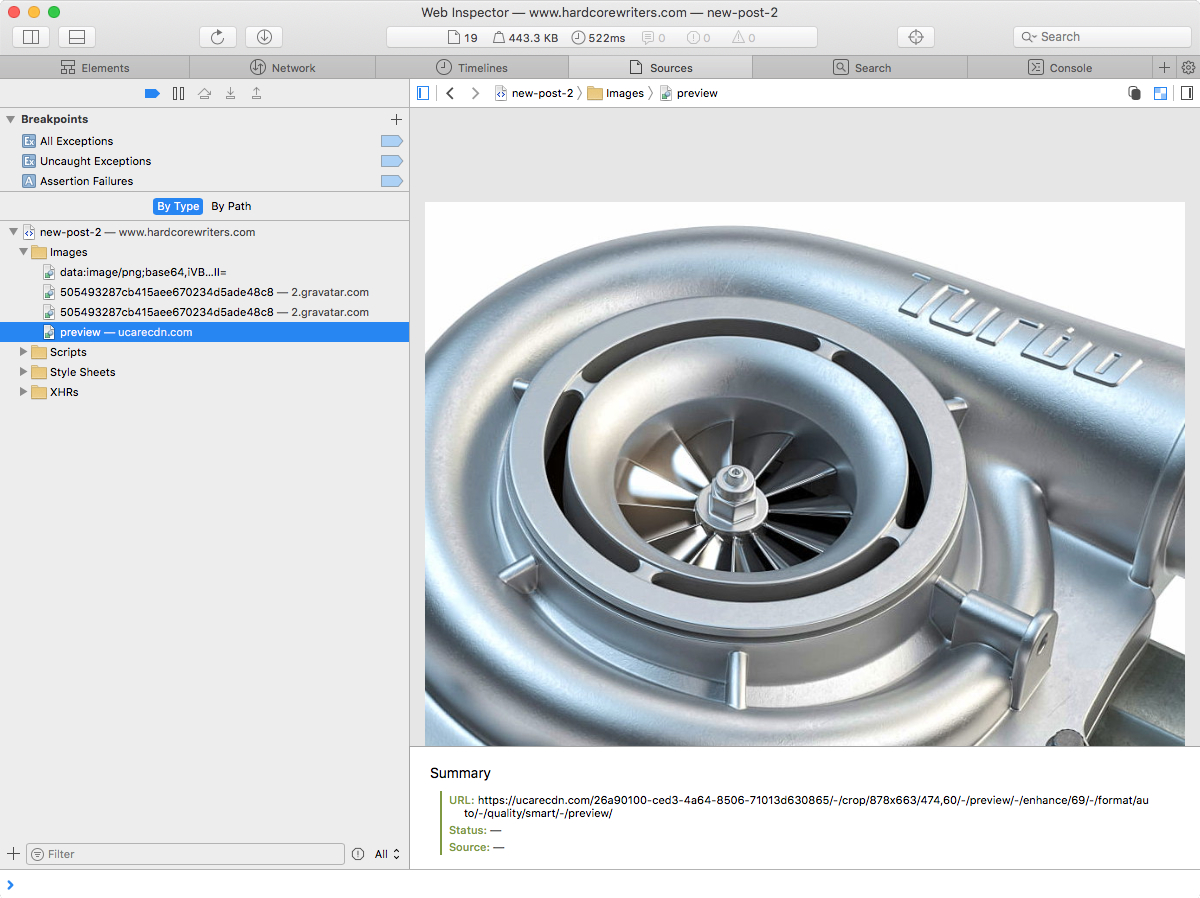 Web Inspector — www.hardcorewriters.com — new-post-2
19 443.3 KB 522ms 0 0 0 Search
Elements Network Timelines Sources Search Console
new-post-2 Images preview
Breakpoints
Ex All Exceptions
Ex Uncaught Exceptions
A Assertion Failures
By Type By Path
new-post-2 — www.hardcorewriters.com
Images
data:image/png;base64,iVB...II=
505493287cb415aee670234d5ade48c8 — 2.gravatar.com
505493287cb415aee670234d5ade48c8 — 2.gravatar.com
preview — ucarecdn.com
Scripts
Style Sheets
XHRs
Turbo
Summary
URL: https://ucarecdn.com/26a90100-ced3-4a64-8506-71013d630865/-/crop/878x663/474,60/-/preview/-/enhance/69/-/format/au
to/-/quality/smart/-/preview/
Status: —
Source: —
Filter All